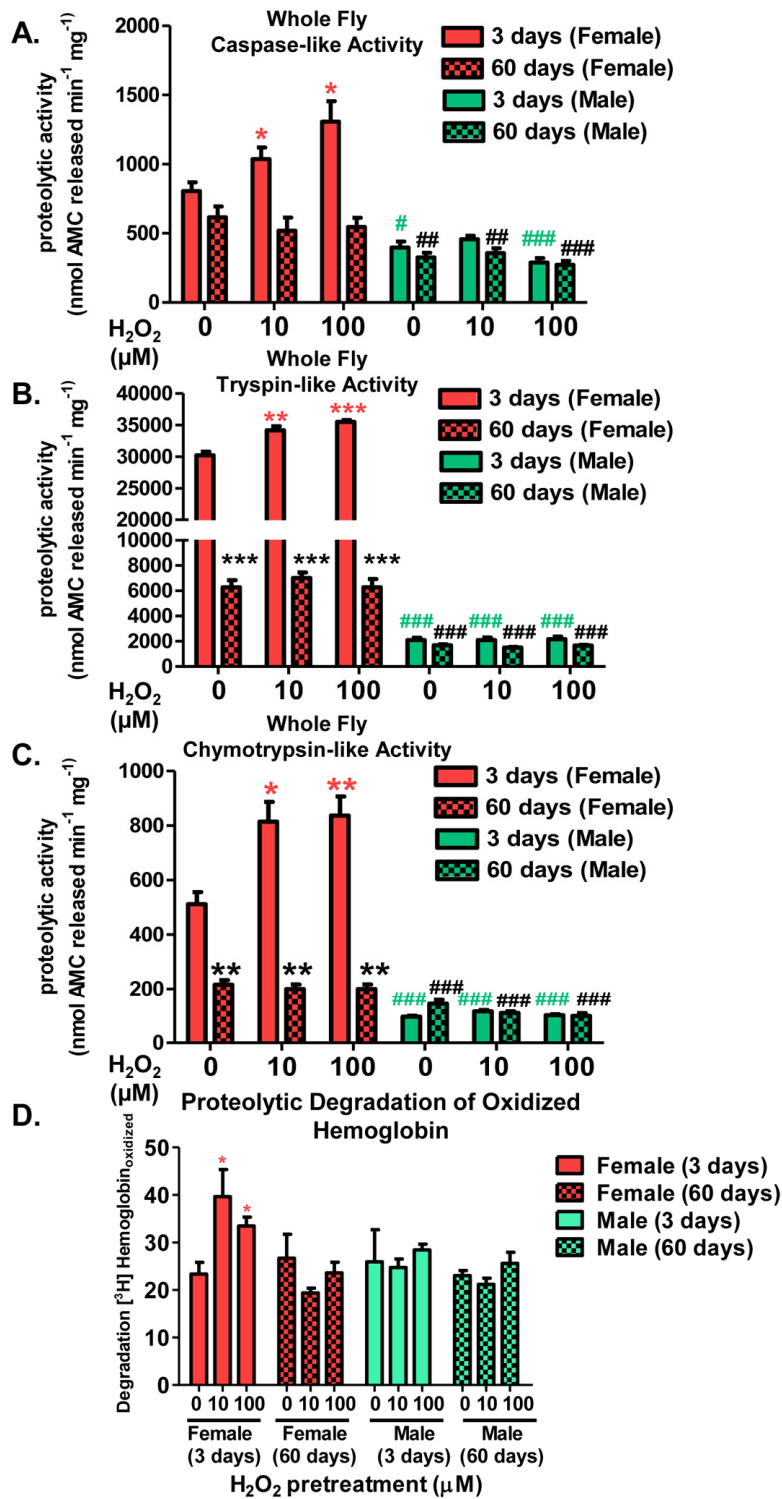 A.
Whole Fly
Caspase-like Activity
proteolytic activity
(nmol AMC released min⁻¹ mg⁻¹)
2000
1500
1000
500
0
* * # ## ## ### ###
3 days (Female)
60 days (Female)
3 days (Male)
60 days (Male)
H₂O₂
(µM)
0 10 100 0 10 100
B.
Whole Fly
Tryspin-like Activity
proteolytic activity
(nmol AMC released min⁻¹ mg⁻¹)
40000
35000
30000
25000
20000
10000
8000
6000
4000
2000
0
** ***
*** *** ***
### ### ### ### ### ###
3 days (Female)
60 days (Female)
3 days (Male)
60 days (Male)
H₂O₂
(µM)
0 10 100 0 10 100
C.
Whole Fly
Chymotrypsin-like Activity
proteolytic activity
(nmol AMC released min⁻¹ mg⁻¹)
1000
800
600
400
200
0
* **
** ** **
### ### ### ### ### ###
3 days (Female)
60 days (Female)
3 days (Male)
60 days (Male)
H₂O₂
(µM)
0 10 100 0 10 100
D.
Proteolytic Degradation of Oxidized
Hemoglobin
Degradation [³H] Hemoglobin oxidized
50
40
30
20
10
0
* *
Female (3 days)
Female (60 days)
Male (3 days)
Male (60 days)
0 10 100 0 10 100 0 10 100 0 10 100
Female Female Male Male
(3 days) (60 days) (3 days) (60 days)
H₂O₂ pretreatment (µM)